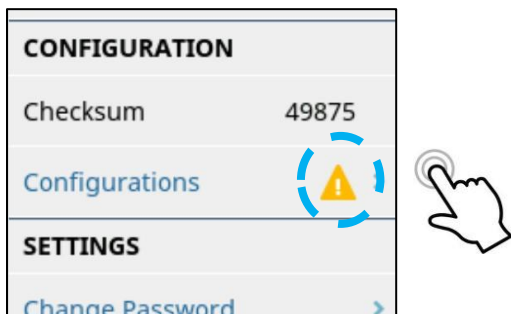 CONFIGURATION
Checksum 49875
Configurations
SETTINGS
Change Password